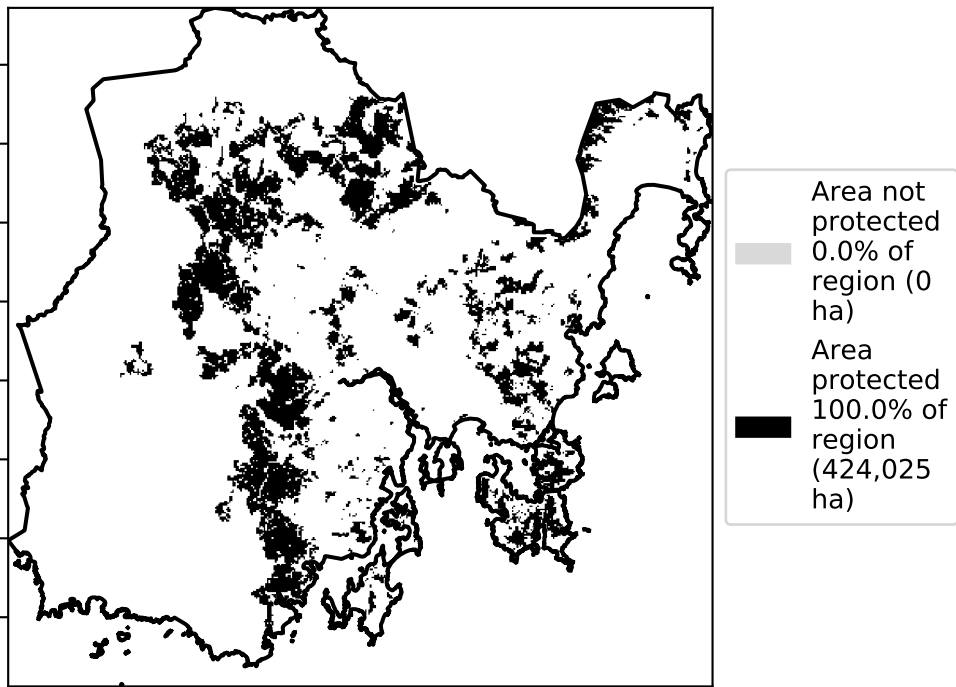 Area not
protected
0.0% of
region (0
ha)
Area
protected
100.0% of
region
(424,025
ha)